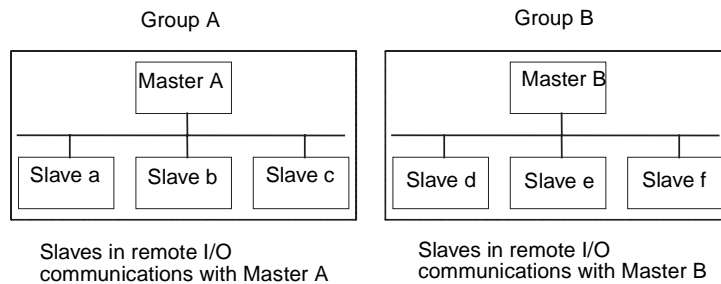 Group A
Group B
Master A
Master B
Slave a
Slave b
Slave c
Slave d
Slave e
Slave f
Slaves in remote I/O
communications with Master A
Slaves in remote I/O
communications with Master B